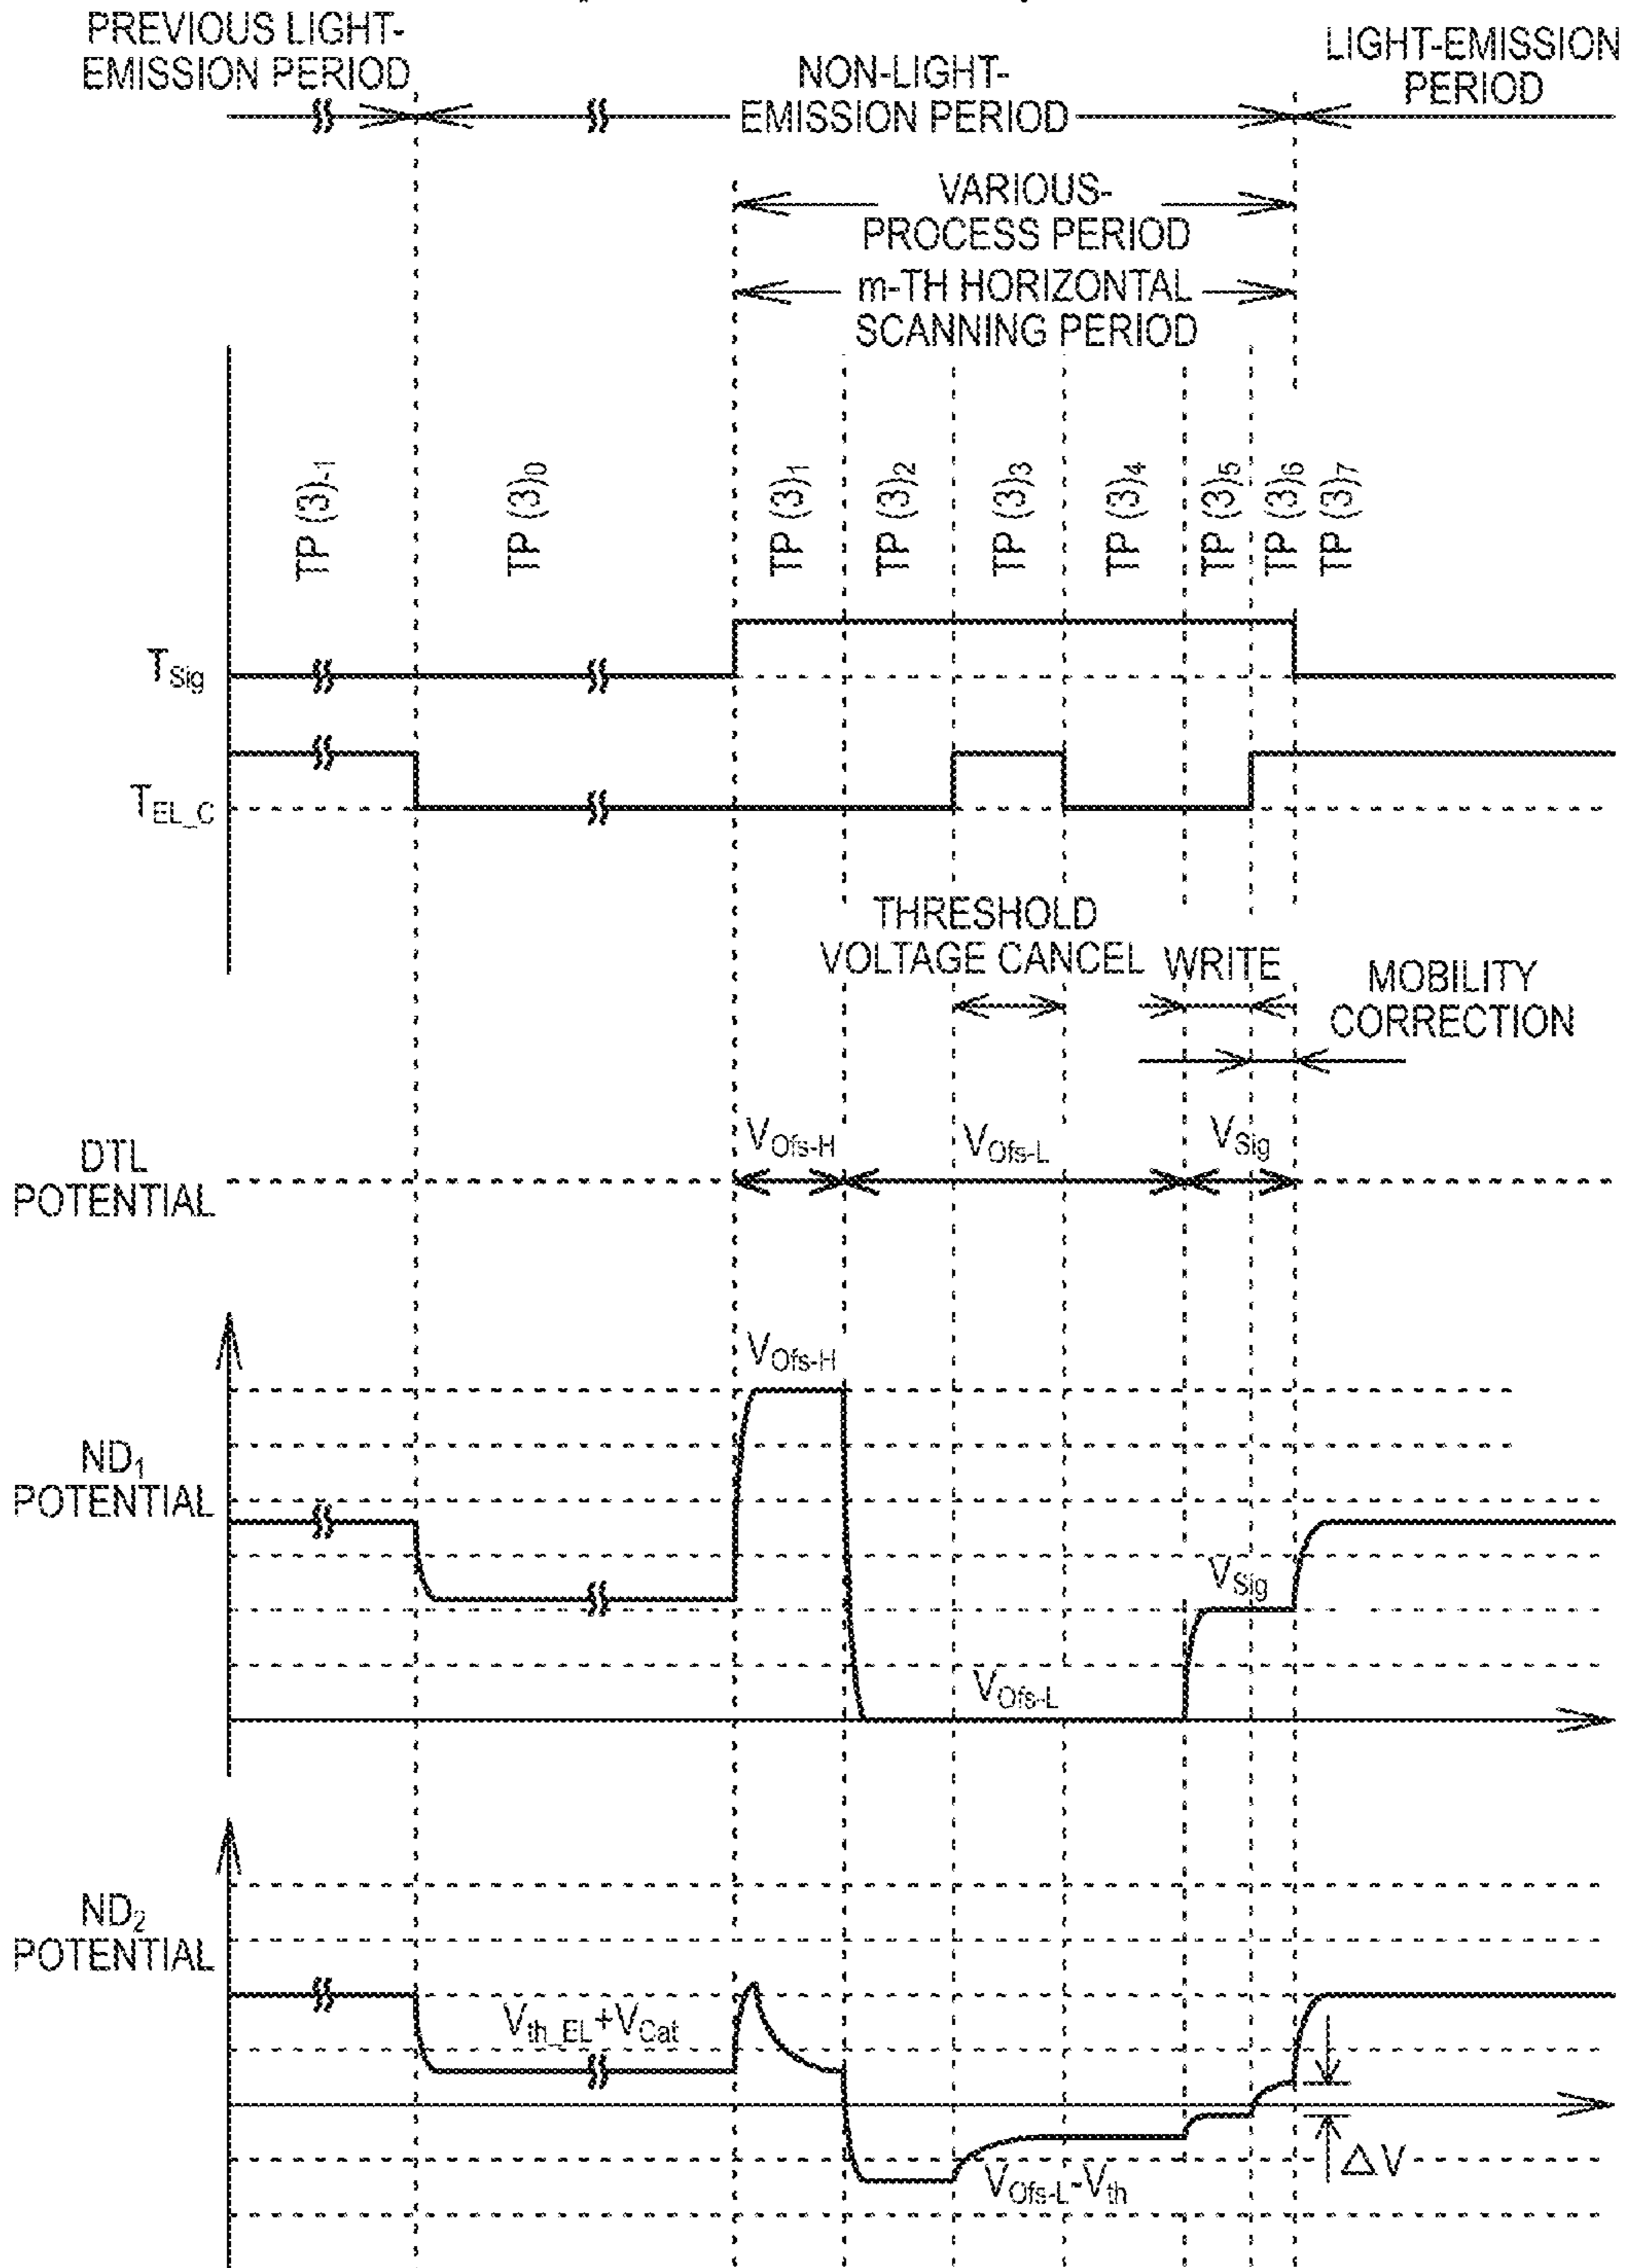 PREVIOUS LIGHT-
EMISSION PERIOD
NON-LIGHT-
EMISSION PERIOD
LIGHT-EMISSION
PERIOD
VARIOUS-
PROCESS PERIOD
m-TH HORIZONTAL
SCANNING PERIOD
TP (3)-1
TP (3)0
TP (3)1
TP (3)2
TP (3)3
TP (3)4
TP (3)5
TP (3)6
TP (3)7
TSig
TEL_C
THRESHOLD
VOLTAGE CANCEL
WRITE
MOBILITY
CORRECTION
DTL
POTENTIAL
VOfs-H
VOfs-L
VSig
VOfs-H
ND1
POTENTIAL
VSig
VOfs-L
ND2
POTENTIAL
Vth_EL+VCat
VOfs-L-Vth
△V